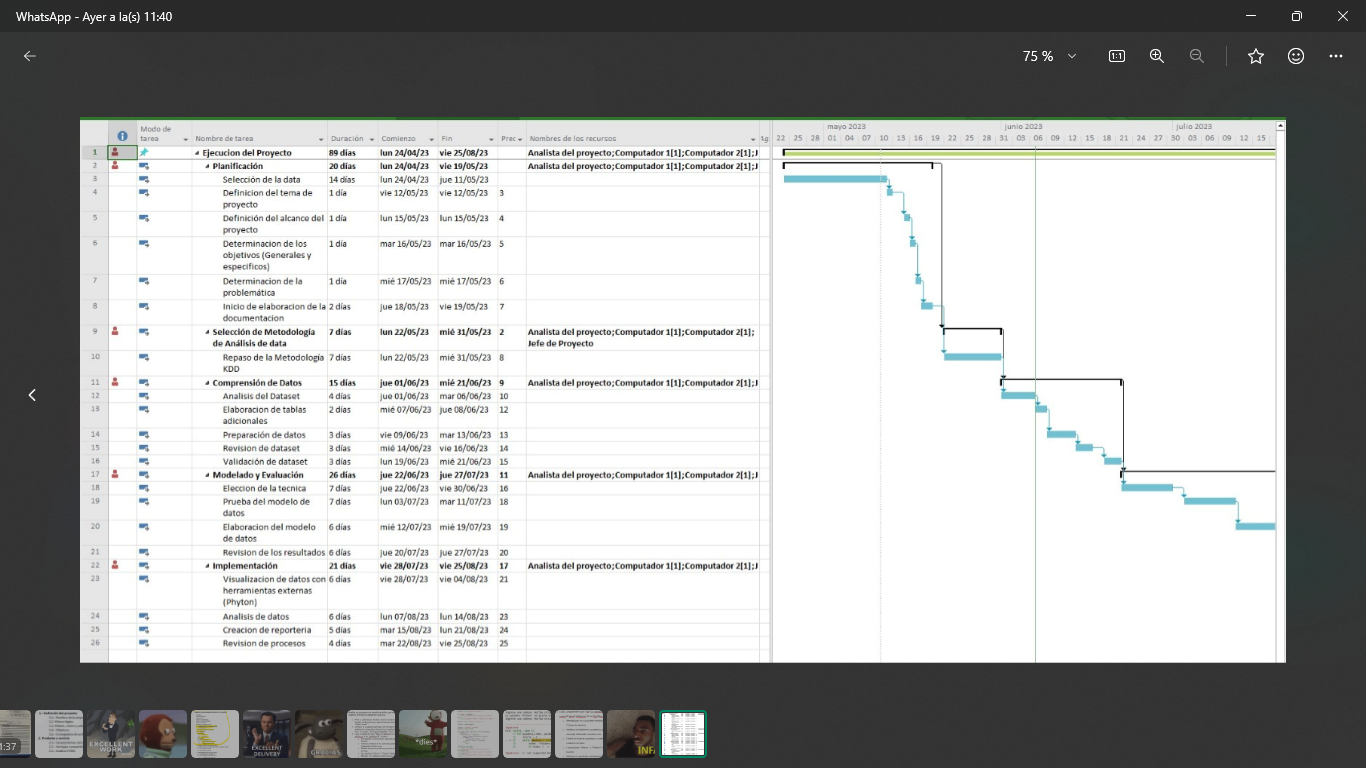 WhatsApp - Ayer a la(s) 11:40
75 %
1:1
Modo de
tarea
Nombre de tarea
Duración
Comienzo
Fin
Prec
Nombres de los recursos
Ag
mayo 2023 junio 2023 julio 2023
22 25 28 01 04 07 10 13 16 19 22 25 28 31 03 06 09 12 15 18 21 24 27 30 03 06 09 12 15
1 Ejecucion del Proyecto 89 días lun 24/04/23 vie 25/08/23 Analista del proyecto;Computador 1[1];Computador 2[1];J
2 Planificación 20 días lun 24/04/23 vie 19/05/23 Analista del proyecto;Computador 1[1];Computador 2[1];J
3 Selección de la data 14 días lun 24/04/23 jue 11/05/23
4 Definicion del tema de 1 día vie 12/05/23 vie 12/05/23 3
proyecto
5 Definición del alcance del 1 día lun 15/05/23 lun 15/05/23 4
proyecto
6 Determinacion de los 1 día mar 16/05/23 mar 16/05/23 5
objetivos (Generales y
especificos)
7 Determinacion de la 1 día mié 17/05/23 mié 17/05/23 6
problemática
8 Inicio de elaboracion de la 2 días jue 18/05/23 vie 19/05/23 7
documentacion
9 Selección de Metodología 7 días lun 22/05/23 mié 31/05/23 2 Analista del proyecto;Computador 1[1];Computador 2[1];
de Análisis de data Jefe de Proyecto
10 Repaso de la Metodología 7 días lun 22/05/23 mié 31/05/23 8
KDD
11 Comprensión de Datos 15 días jue 01/06/23 mié 21/06/23 9 Analista del proyecto;Computador 1[1];Computador 2[1];J
12 Analisis del Dataset 4 días jue 01/06/23 mar 06/06/23 10
13 Elaboracion de tablas 2 días mié 07/06/23 jue 08/06/23 12
adicionales
14 Preparación de datos 3 días vie 09/06/23 mar 13/06/23 13
15 Revision de dataset 3 días mié 14/06/23 vie 16/06/23 14
16 Validación de dataset 3 días lun 19/06/23 mié 21/06/23 15
17 Modelado y Evaluación 26 días jue 22/06/23 jue 27/07/23 11 Analista del proyecto;Computador 1[1];Computador 2[1];J
18 Eleccion de la tecnica 7 días jue 22/06/23 vie 30/06/23 16
19 Prueba del modelo de 7 días lun 03/07/23 mar 11/07/23 18
datos
20 Elaboracion del modelo 6 días mié 12/07/23 mié 19/07/23 19
de datos
21 Revision de los resultados 6 días jue 20/07/23 jue 27/07/23 20
22 Implementación 21 días vie 28/07/23 vie 25/08/23 17 Analista del proyecto;Computador 1[1];Computador 2[1];J
23 Visualizacion de datos con 6 días vie 28/07/23 vie 04/08/23 21
herramientas externas
(Phyton)
24 Analisis de datos 6 días lun 07/08/23 lun 14/08/23 23
25 Creacion de reporteria 5 días mar 15/08/23 lun 21/08/23 24
26 Revision de procesos 4 días mar 22/08/23 vie 25/08/23 25
1:37
EXCELLENT
WORK
EXCELLENT
DELIVERY
*dies*
INF